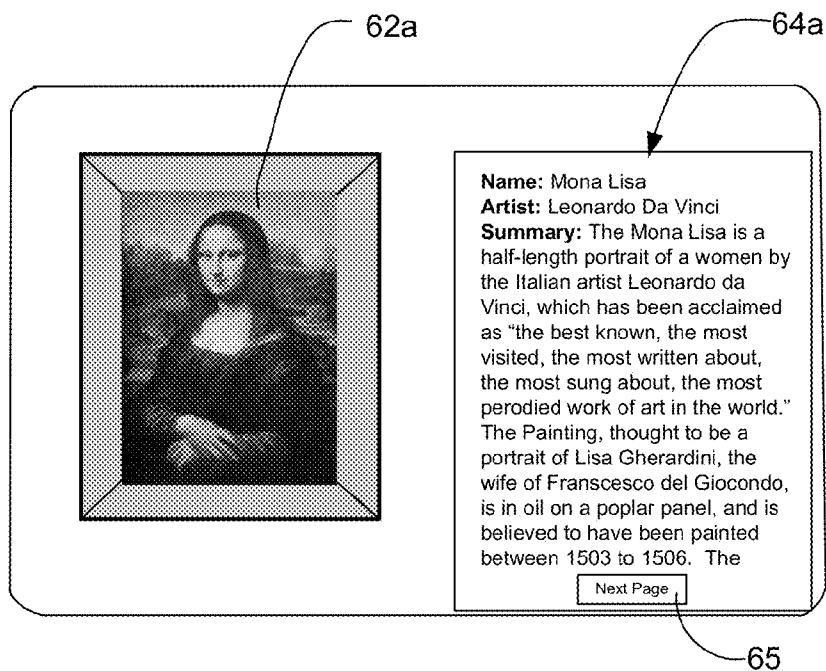 62a
64a
Name: Mona Lisa
Artist: Leonardo Da Vinci
Summary: The Mona Lisa is a
half-length portrait of a women by
the Italian artist Leonardo da
Vinci, which has been acclaimed
as “the best known, the most
visited, the most written about,
the most sung about, the most
perodied work of art in the world.”
The Painting, thought to be a
portrait of Lisa Gherardini, the
wife of Franscesco del Giocondo,
is in oil on a poplar panel, and is
believed to have been painted
between 1503 to 1506.  The
Next Page
65